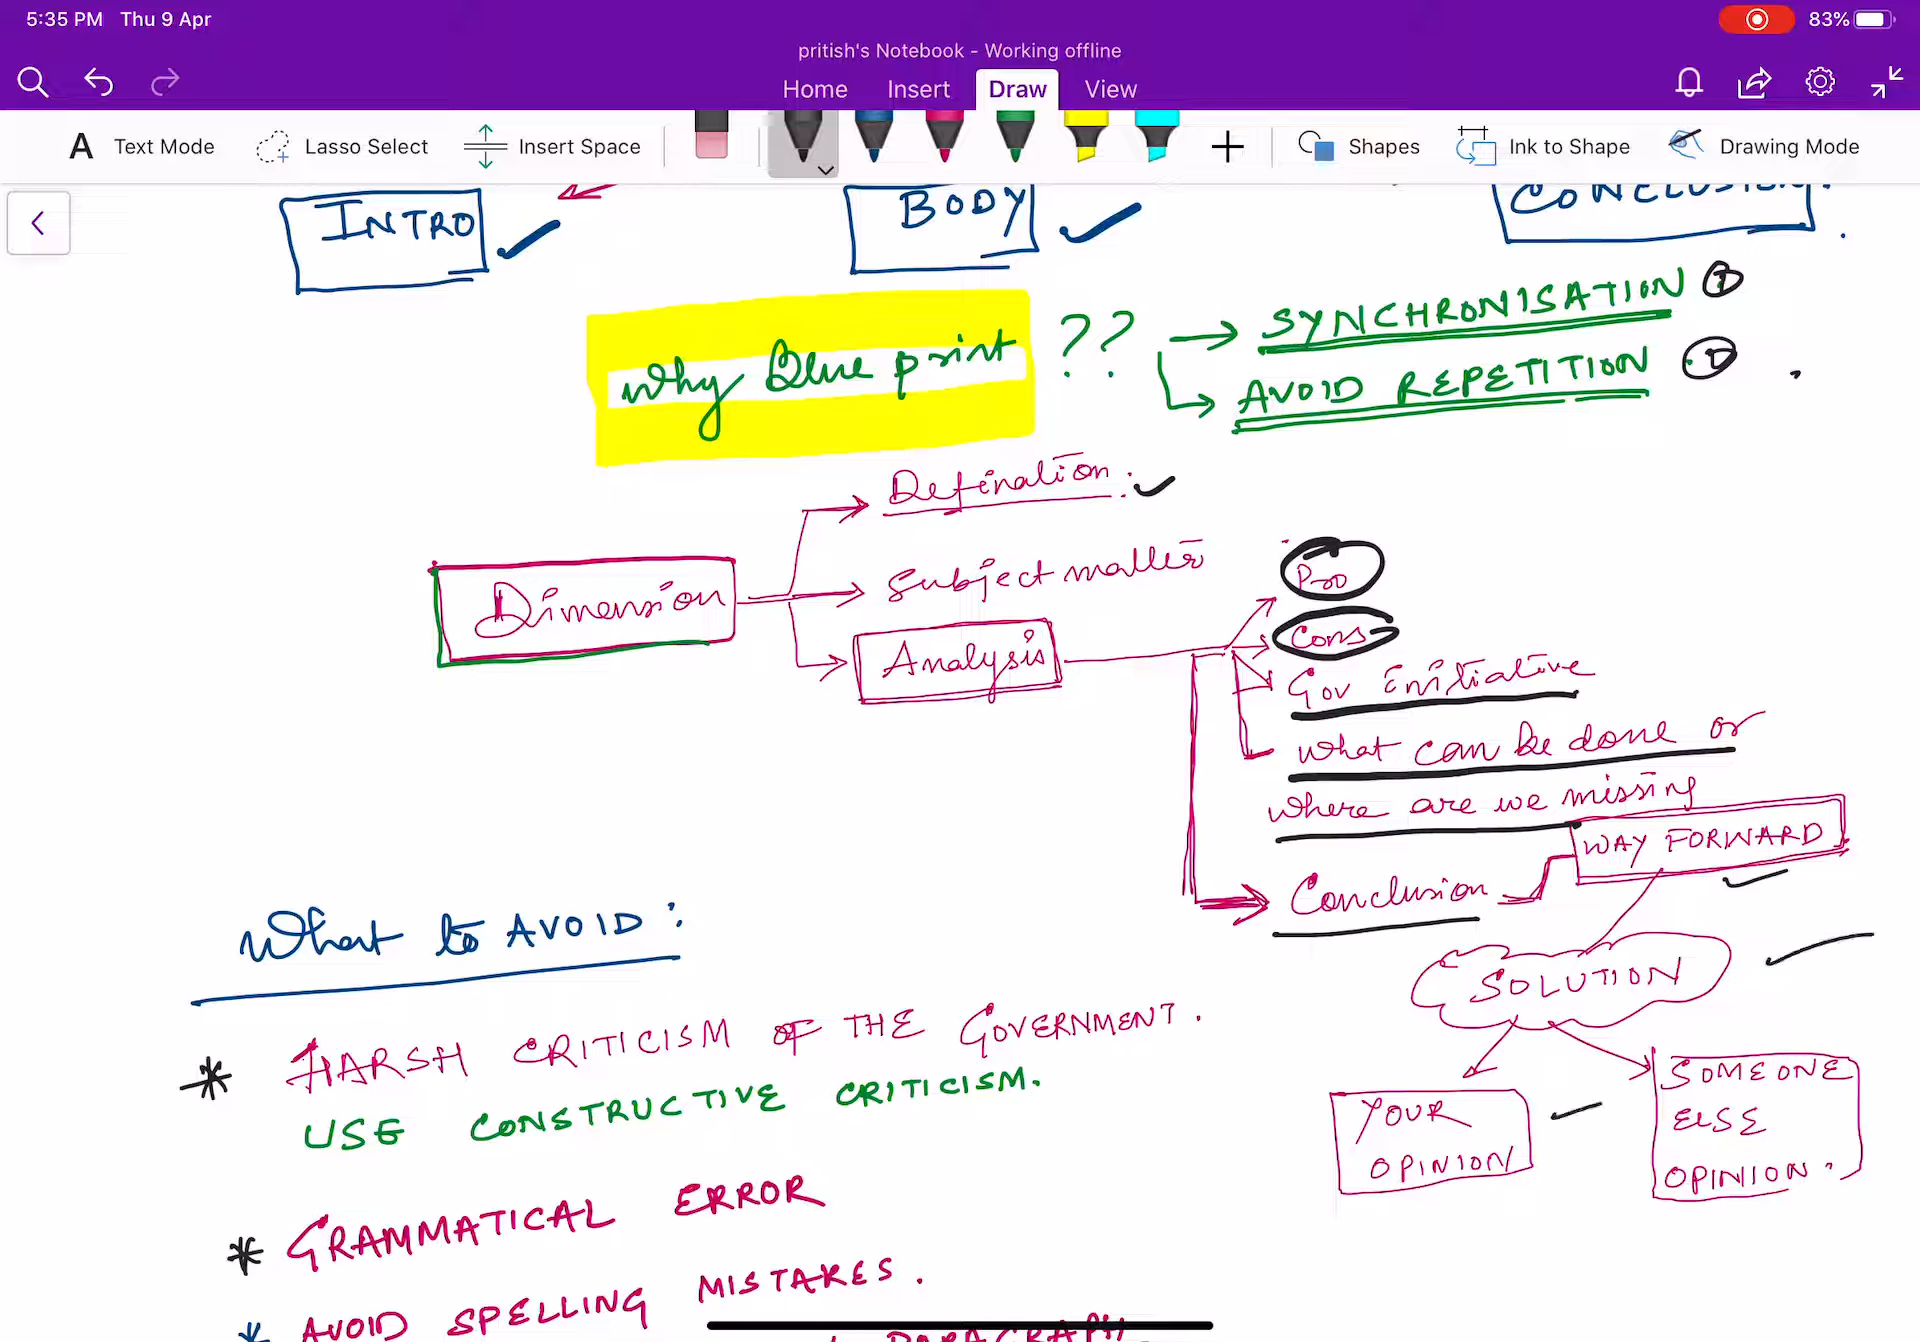 5:35 PM Thu 9 Apr
83%
pritish's Notebook - Working offline
Home Insert Draw View
A Text Mode Lasso Select Insert Space Shapes Ink to Shape Drawing Mode
INTRO BODY CONCLUSION.
Why Blue print ?? → SYNCHRONISATION
AVOID REPETITION
Defination.
Subject matter
Dimension
Analysis
Pro
Cons
Gov initiative
what can be done or
where are we missing
WAY FORWARD
Conclusion
SOLUTION
YOUR
OPINION
SOMEONE
ELSE
OPINION.
What to AVOID:
* HARSH CRITICISM OF THE GOVERNMENT.
USE CONSTRUCTIVE CRITICISM.
* GRAMMATICAL ERROR
* AVOID SPELLING MISTAKES.
PARAGRAPH